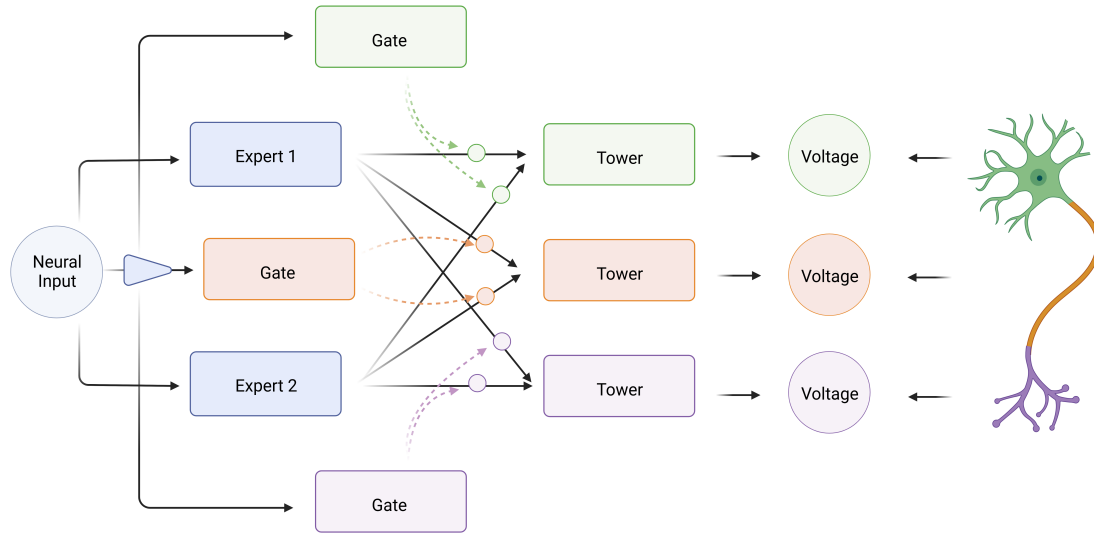 Gate
Expert 1
Tower
Voltage
Neural
Input
Gate
Tower
Voltage
Expert 2
Tower
Voltage
Gate